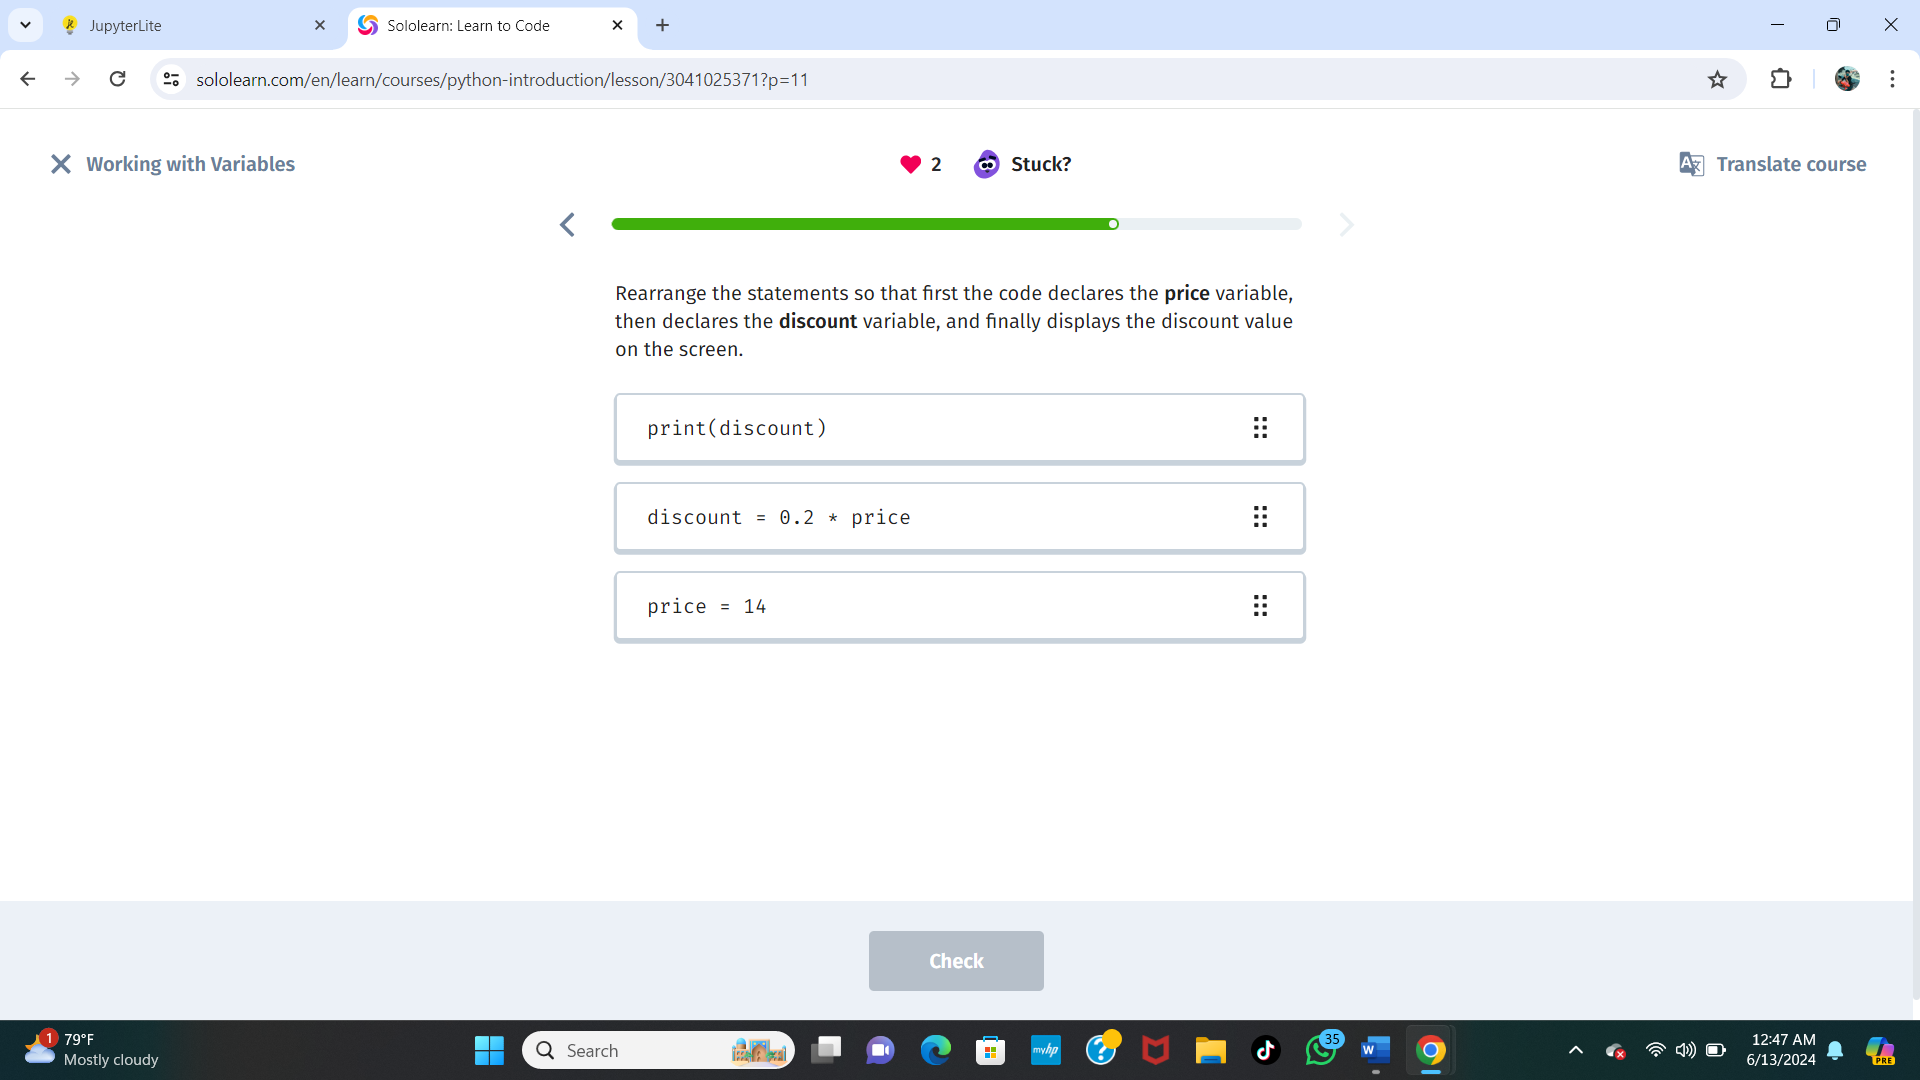 JupyterLite
Sololearn: Learn to Code
sololearn.com/en/learn/courses/python-introduction/lesson/3041025371?p=11
Working with Variables
2
Stuck?
Translate course
Rearrange the statements so that first the code declares the price variable,
then declares the discount variable, and finally displays the discount value
on the screen.
print(discount)
discount = 0.2 * price
price = 14
Check
1
79°F
Mostly cloudy
Search
myhp
35
W
12:47 AM
6/13/2024
PRE